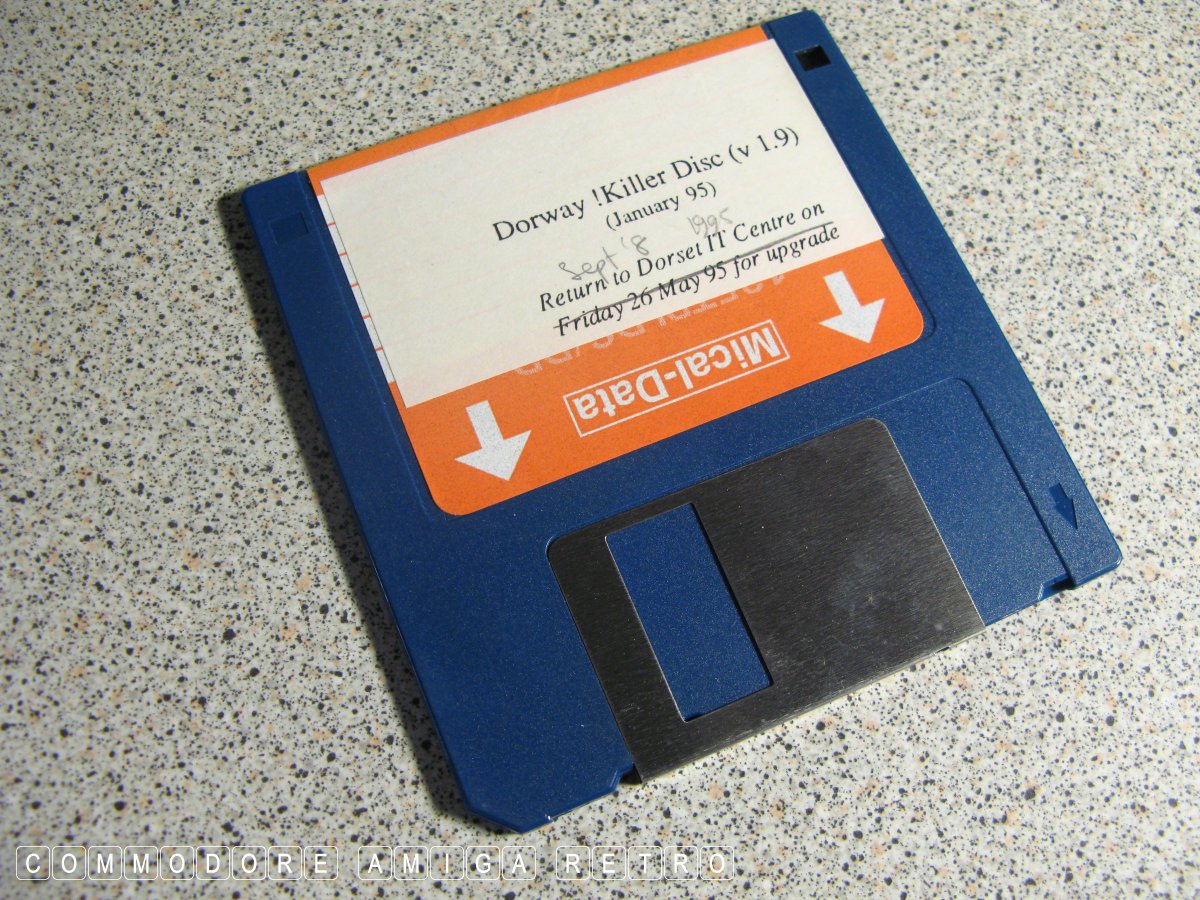 Dorway !Killer Disc (v 1.9)
(January 95)
Sept '8 1995
Return to Dorset IT Centre on
Friday 26 May 95 for upgrade
Mical-Data
COMMODORE AMIGA RETRO